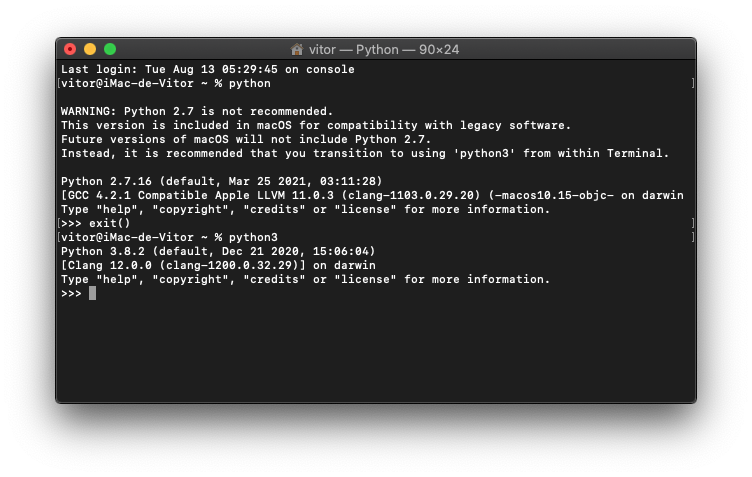 vitor — Python — 90×24
Last login: Tue Aug 13 05:29:45 on console
[vitor@iMac-de-Vitor ~ % python ]
WARNING: Python 2.7 is not recommended.
This version is included in macOS for compatibility with legacy software.
Future versions of macOS will not include Python 2.7.
Instead, it is recommended that you transition to using 'python3' from within Terminal.
Python 2.7.16 (default, Mar 25 2021, 03:11:28)
[GCC 4.2.1 Compatible Apple LLVM 11.0.3 (clang-1103.0.29.20) (-macos10.15-objc- on darwin
Type "help", "copyright", "credits" or "license" for more information.
[>>> exit() ]
[vitor@iMac-de-Vitor ~ % python3 ]
Python 3.8.2 (default, Dec 21 2020, 15:06:04)
[Clang 12.0.0 (clang-1200.0.32.29)] on darwin
Type "help", "copyright", "credits" or "license" for more information.
>>>